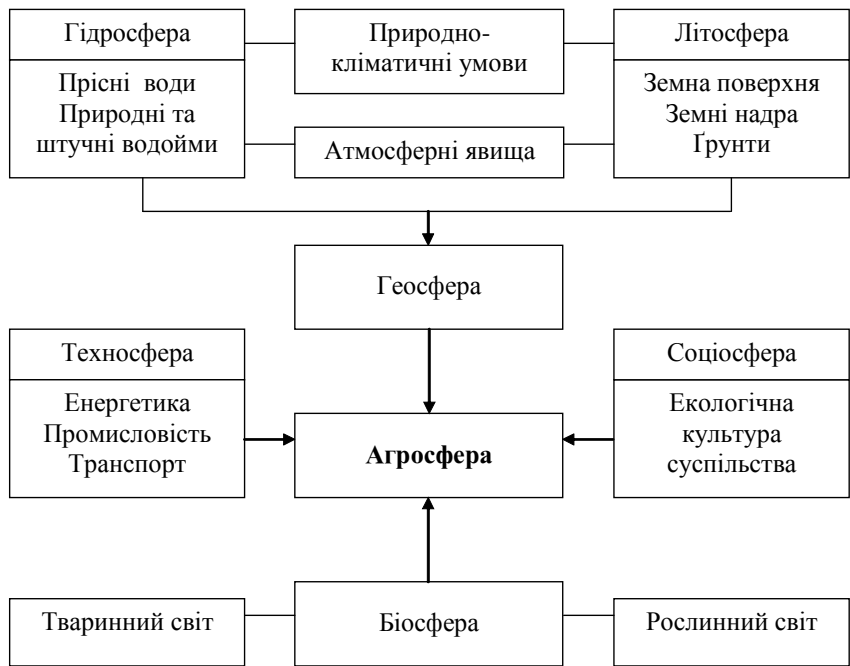 Гідросфера
Прісні води
Природні та
штучні водойми
Природно-
кліматичні умови
Атмосферні явища
Літосфера
Земна поверхня
Земні надра
Ґрунти
Геосфера
Техносфера
Енергетика
Промисловість
Транспорт
Агросфера
Соціосфера
Екологічна
культура
суспільства
Тваринний світ
Біосфера
Рослинний світ